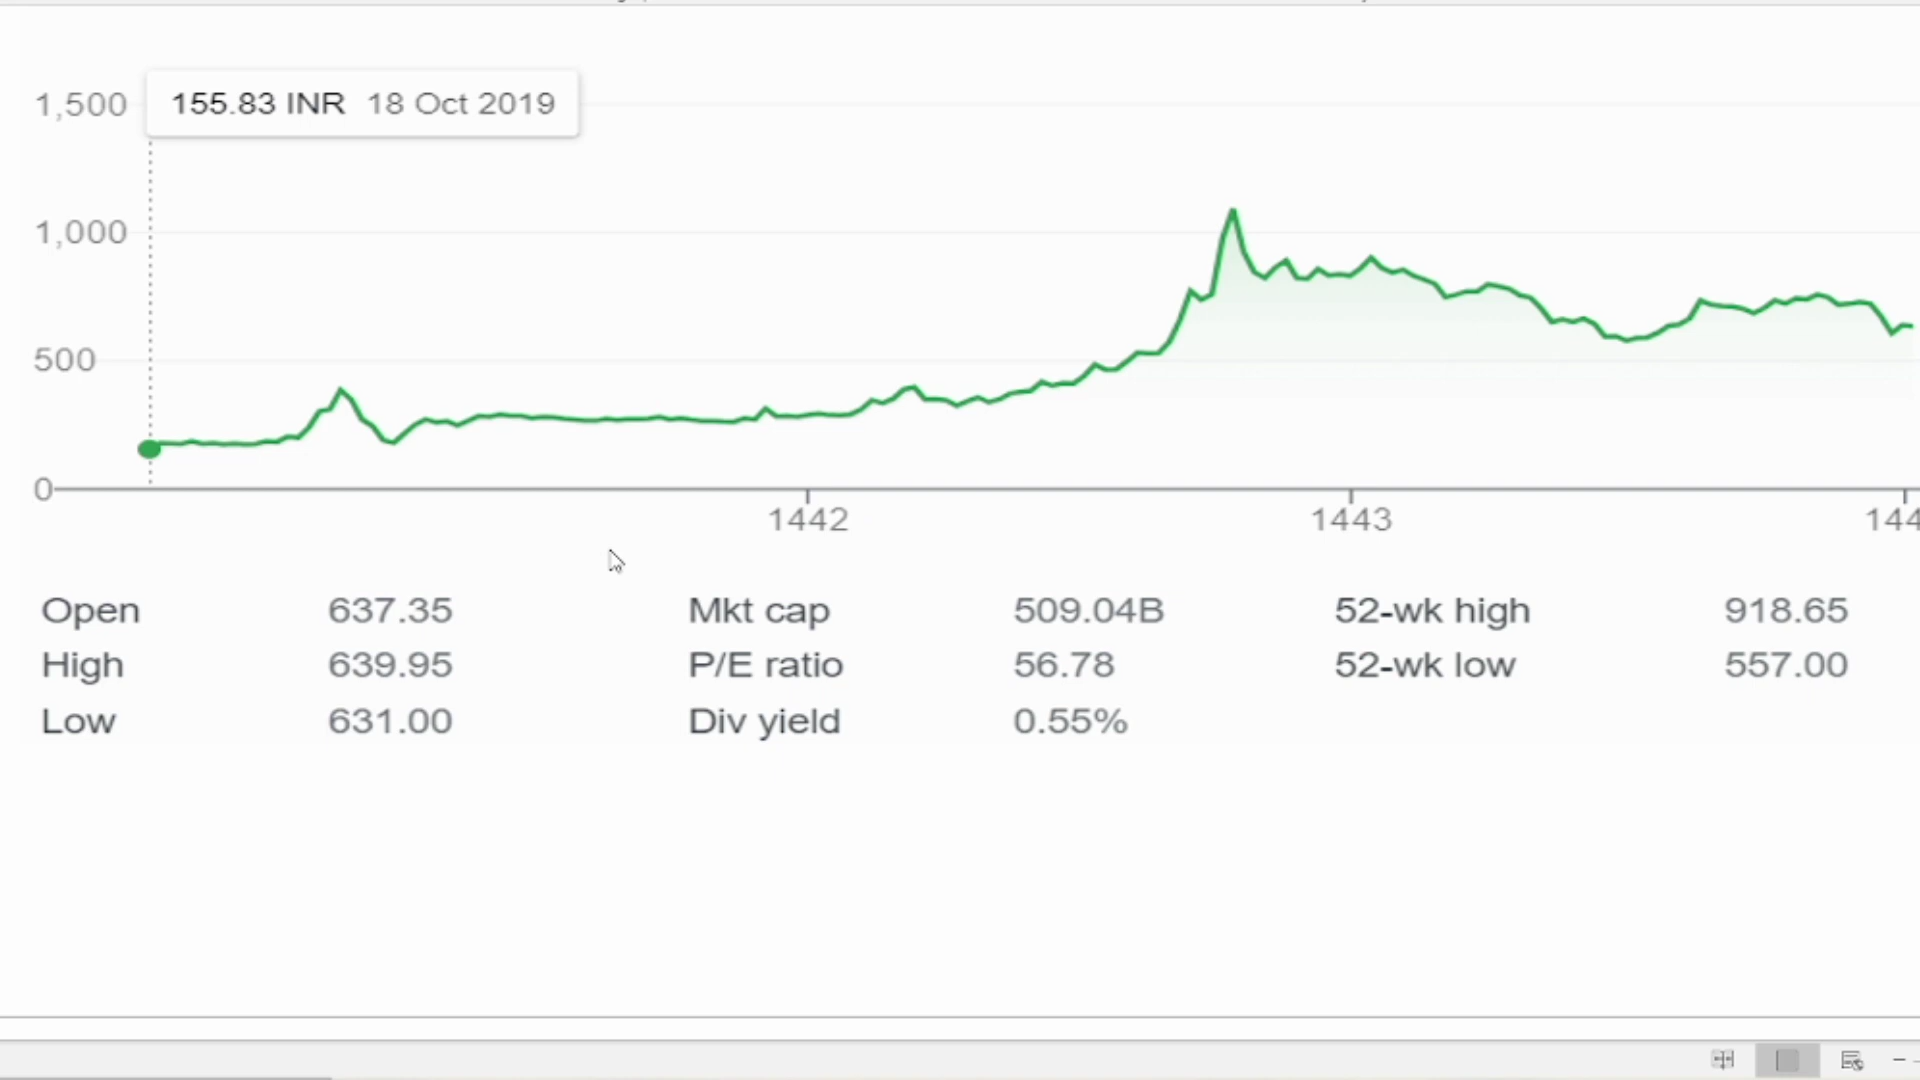 155.83 INR 18 Oct 2019
1,500
1,000
500
0
1442 1443 144
Open 637.35 Mkt cap 509.04B 52-wk high 918.65
High 639.95 P/E ratio 56.78 52-wk low 557.00
Low 631.00 Div yield 0.55%